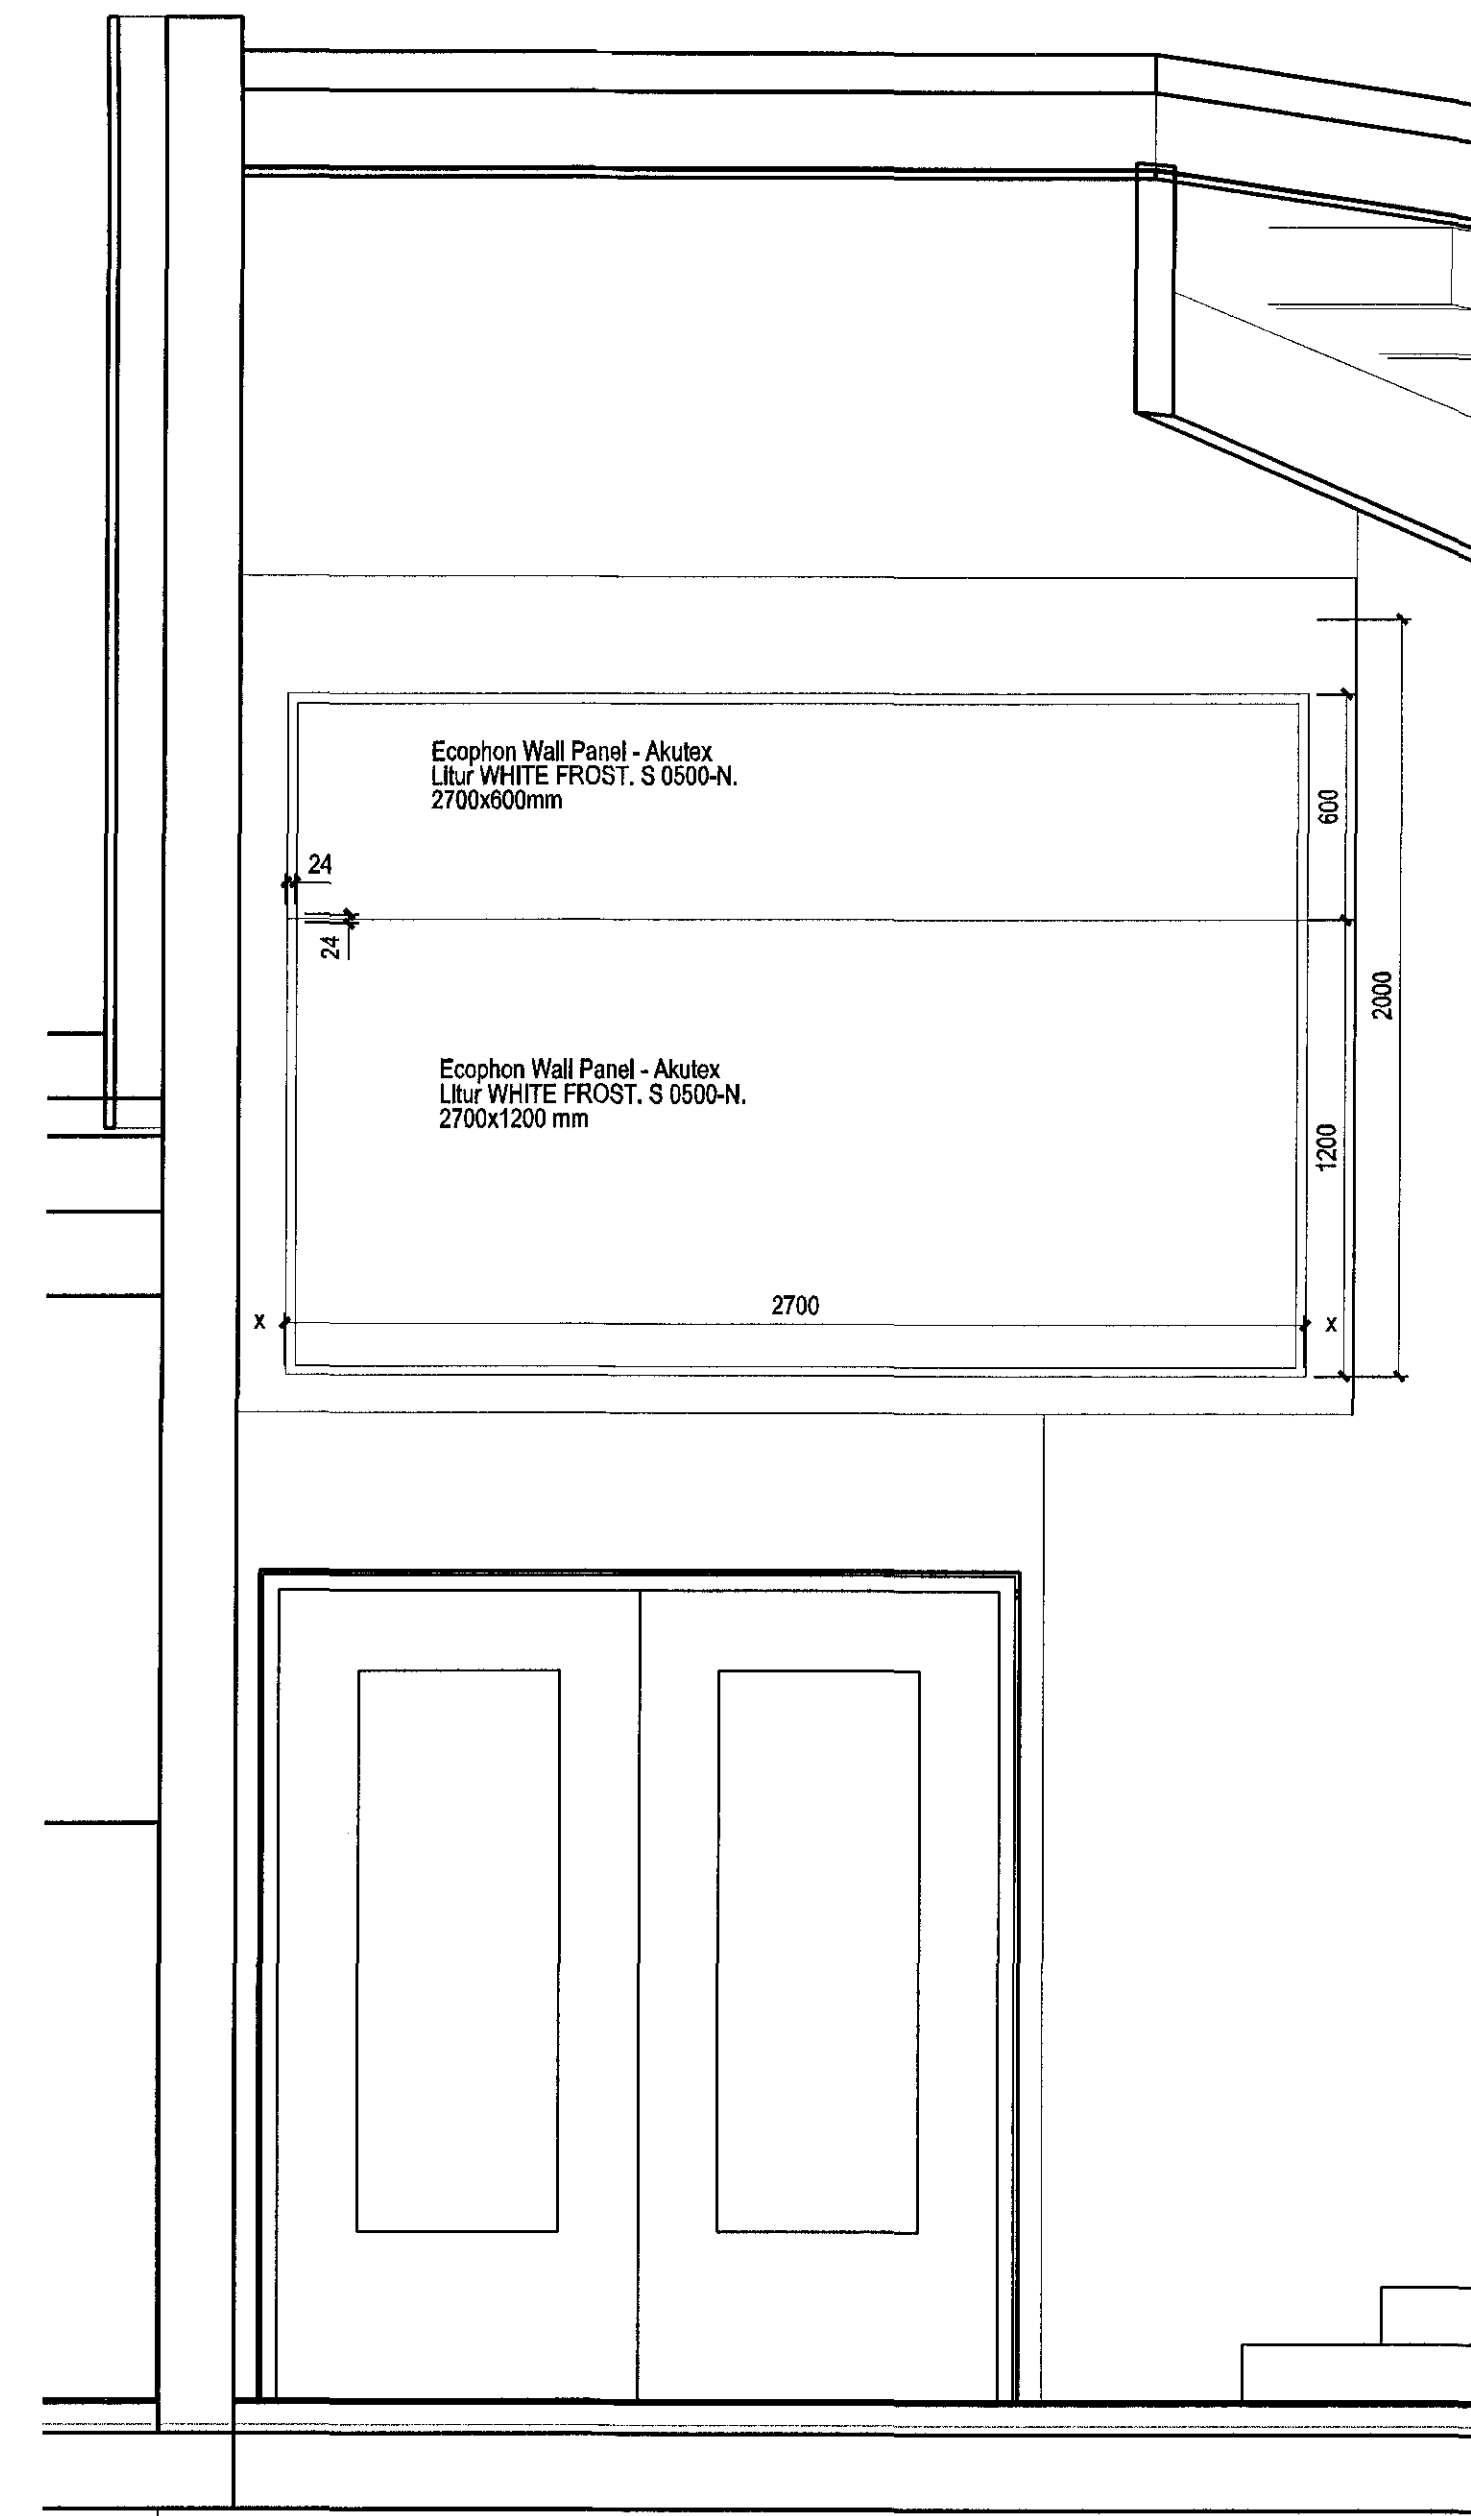 Ecophon Wall Panel - Akutex
Litur WHITE FROST. S 0500-N.
2700x600mm
600
24
24
2000
Ecophon Wall Panel - Akutex
Litur WHITE FROST. S 0500-N.
2700x1200 mm
1200
2700
x
x